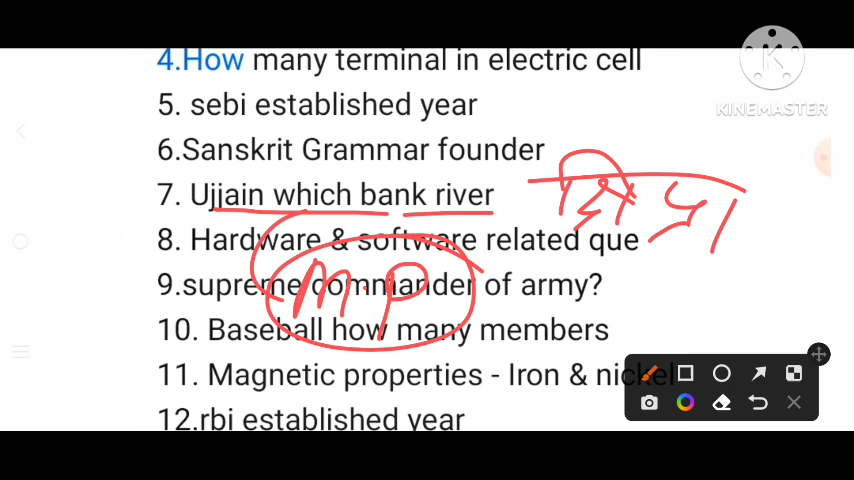 4.How many terminal in electric cell
KINEMASTER
5. sebi established year
6.Sanskrit Grammar founder
7. Ujjain which bank river
शिप्रा
8. Hardware & software related que
9.supreme commander of army?
M.P
10. Baseball how many members
11. Magnetic properties - Iron & nickel
12.rbi established year